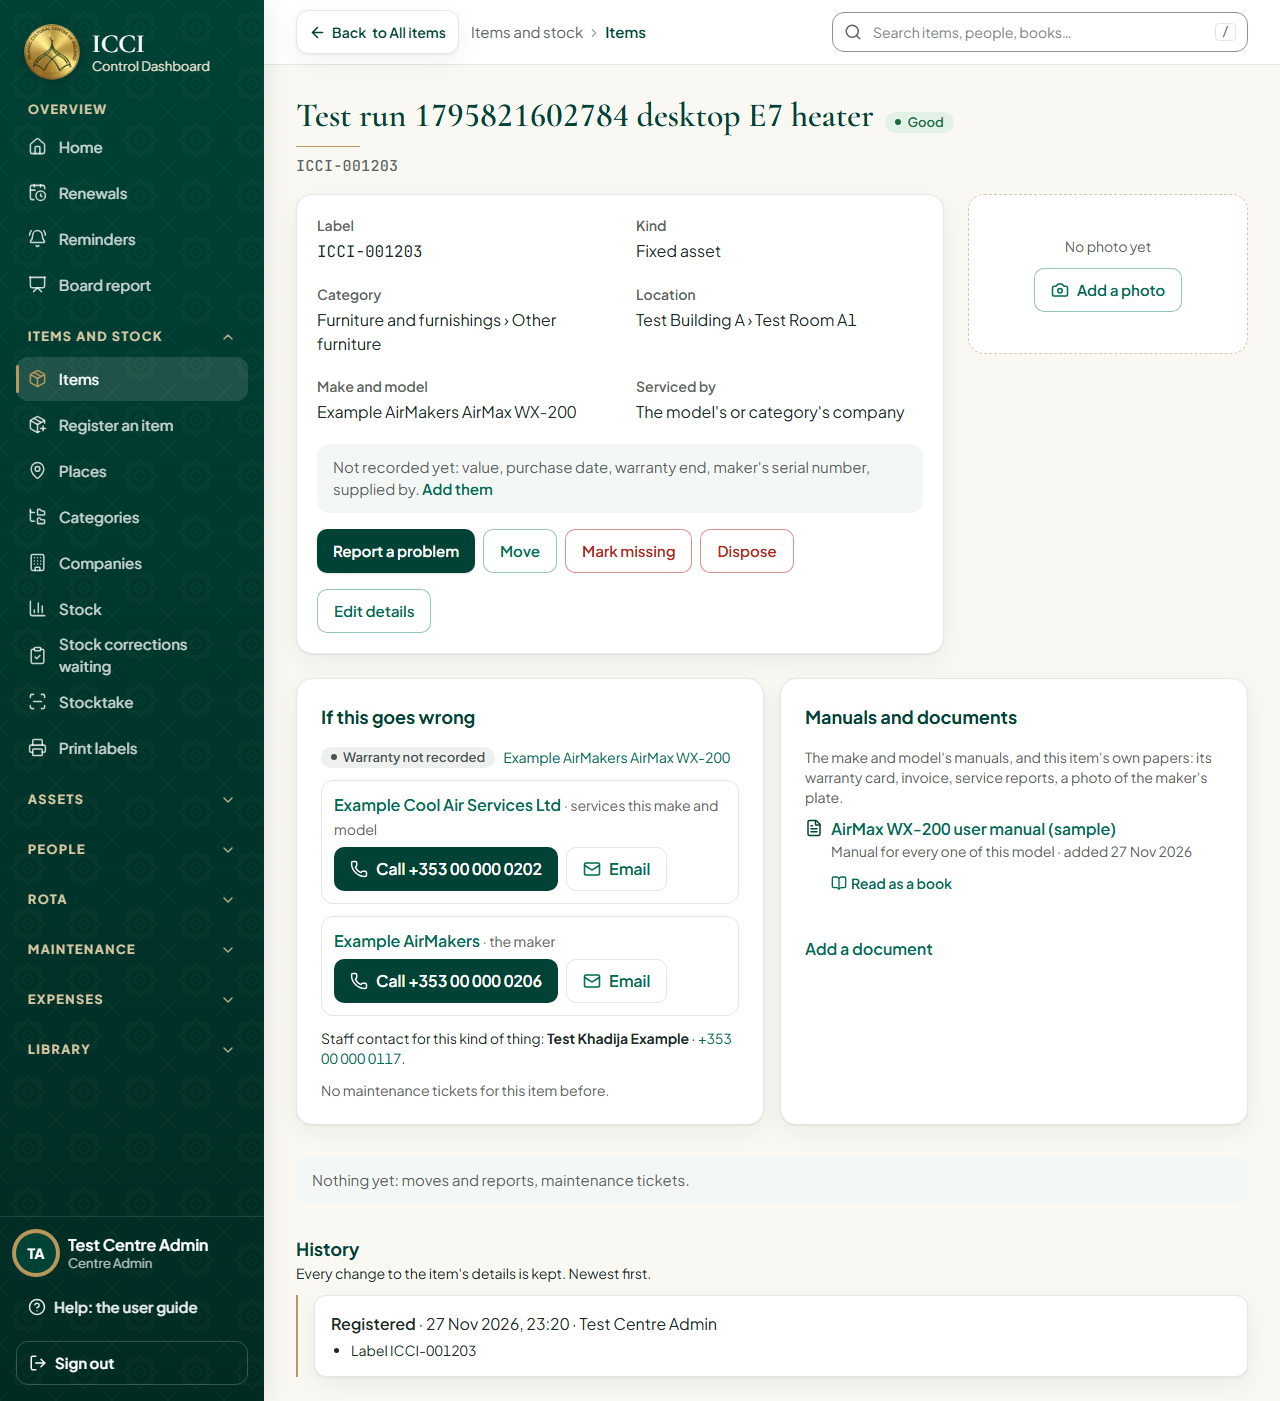 ICCI
Control Dashboard
OVERVIEW
Home
Renewals
Reminders
Board report
ITEMS AND STOCK
Items
Register an item
Places
Categories
Companies
Stock
Stock corrections
waiting
Stocktake
Print labels
ASSETS
PEOPLE
ROTA
MAINTENANCE
EXPENSES
LIBRARY
TA
Test Centre Admin
Centre Admin
Help: the user guide
Sign out
Back to All items
Items and stock › Items
Search items, people, books... /
Test run 1795821602784 desktop E7 heater
Good
ICCI-001203
Label
ICCI-001203
Kind
Fixed asset
Category
Furniture and furnishings › Other
furniture
Location
Test Building A › Test Room A1
Make and model
Example AirMakers AirMax WX-200
Serviced by
The model's or category's company
Not recorded yet: value, purchase date, warranty end, maker's serial number,
supplied by. Add them
Report a problem
Move
Mark missing
Dispose
Edit details
No photo yet
Add a photo
If this goes wrong
Warranty not recorded
Example AirMakers AirMax WX-200
Example Cool Air Services Ltd · services this make and
model
Call +353 00 000 0202
Email
Example AirMakers · the maker
Call +353 00 000 0206
Email
Staff contact for this kind of thing: Test Khadija Example · +353
00 000 0117.
No maintenance tickets for this item before.
Manuals and documents
The make and model's manuals, and this item's own papers: its
warranty card, invoice, service reports, a photo of the maker's
plate.
AirMax WX-200 user manual (sample)
Manual for every one of this model · added 27 Nov 2026
Read as a book
Add a document
Nothing yet: moves and reports, maintenance tickets.
History
Every change to the item's details is kept. Newest first.
Registered · 27 Nov 2026, 23:20 · Test Centre Admin
• Label ICCI-001203